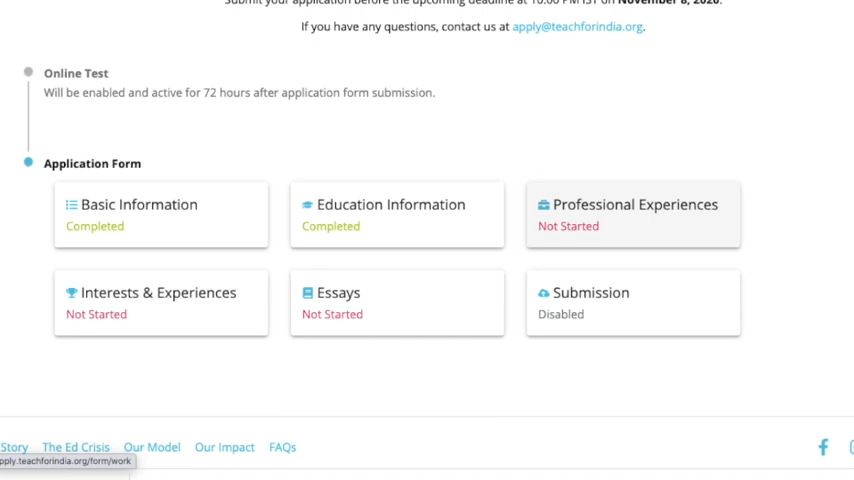 Submit your application before the upcoming deadline at 10:00 PM IST on November 8, 2020.
If you have any questions, contact us at apply@teachforindia.org.
Online Test
Will be enabled and active for 72 hours after application form submission.
Application Form
Basic Information
Completed
Education Information
Completed
Professional Experiences
Not Started
Interests & Experiences
Not Started
Essays
Not Started
Submission
Disabled
Story The Ed Crisis Our Model Our Impact FAQs
pply.teachforindia.org/form/work